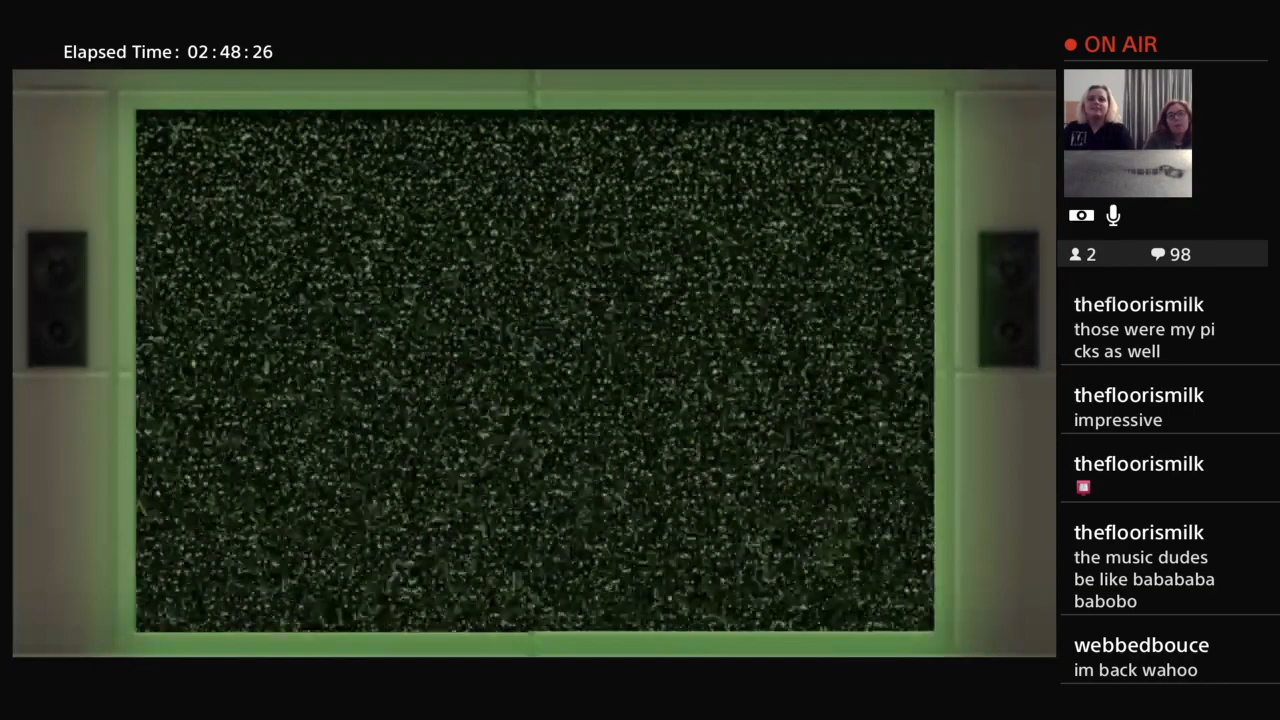 Elapsed Time: 02:48:26
ON AIR
2 98
thefloorismilk
those were my pi
cks as well
thefloorismilk
impressive
thefloorismilk
thefloorismilk
the music dudes
be like babababa
babobo
webbedbouce
im back wahoo